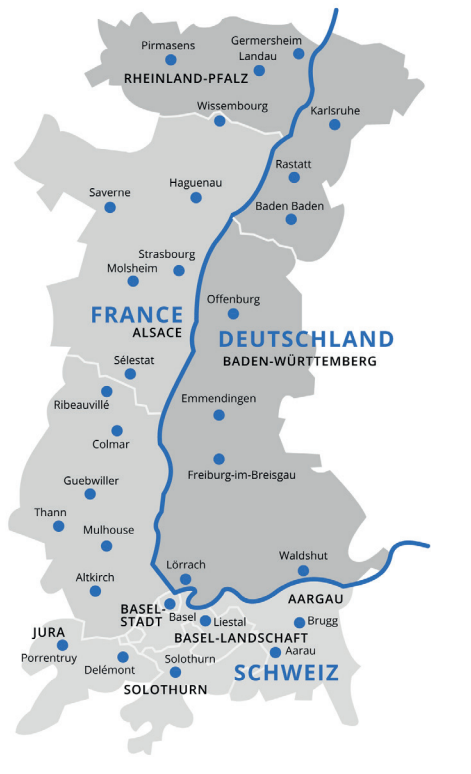 Germersheim
Pirmasens
Landau
RHEINLAND-PFALZ
Wissembourg
Karlsruhe
Rastatt
Haguenau
Saverne
Baden Baden
Strasbourg
Molsheim
Offenburg
FRANCE
ALSACE
DEUTSCHLAND
BADEN-WÜRTTEMBERG
Sélestat
Ribeauvillé
Emmendingen
Colmar
Freiburg-im-Breisgau
Guebwiller
Thann
Mulhouse
Waldshut
Lörrach
Altkirch
AARGAU
BASEL-
STADT
Basel
Liestal
Brugg
JURA
BASEL-LANDSCHAFT
Porrentruy
Aarau
Solothurn
Delémont
SCHWEIZ
SOLOTHURN